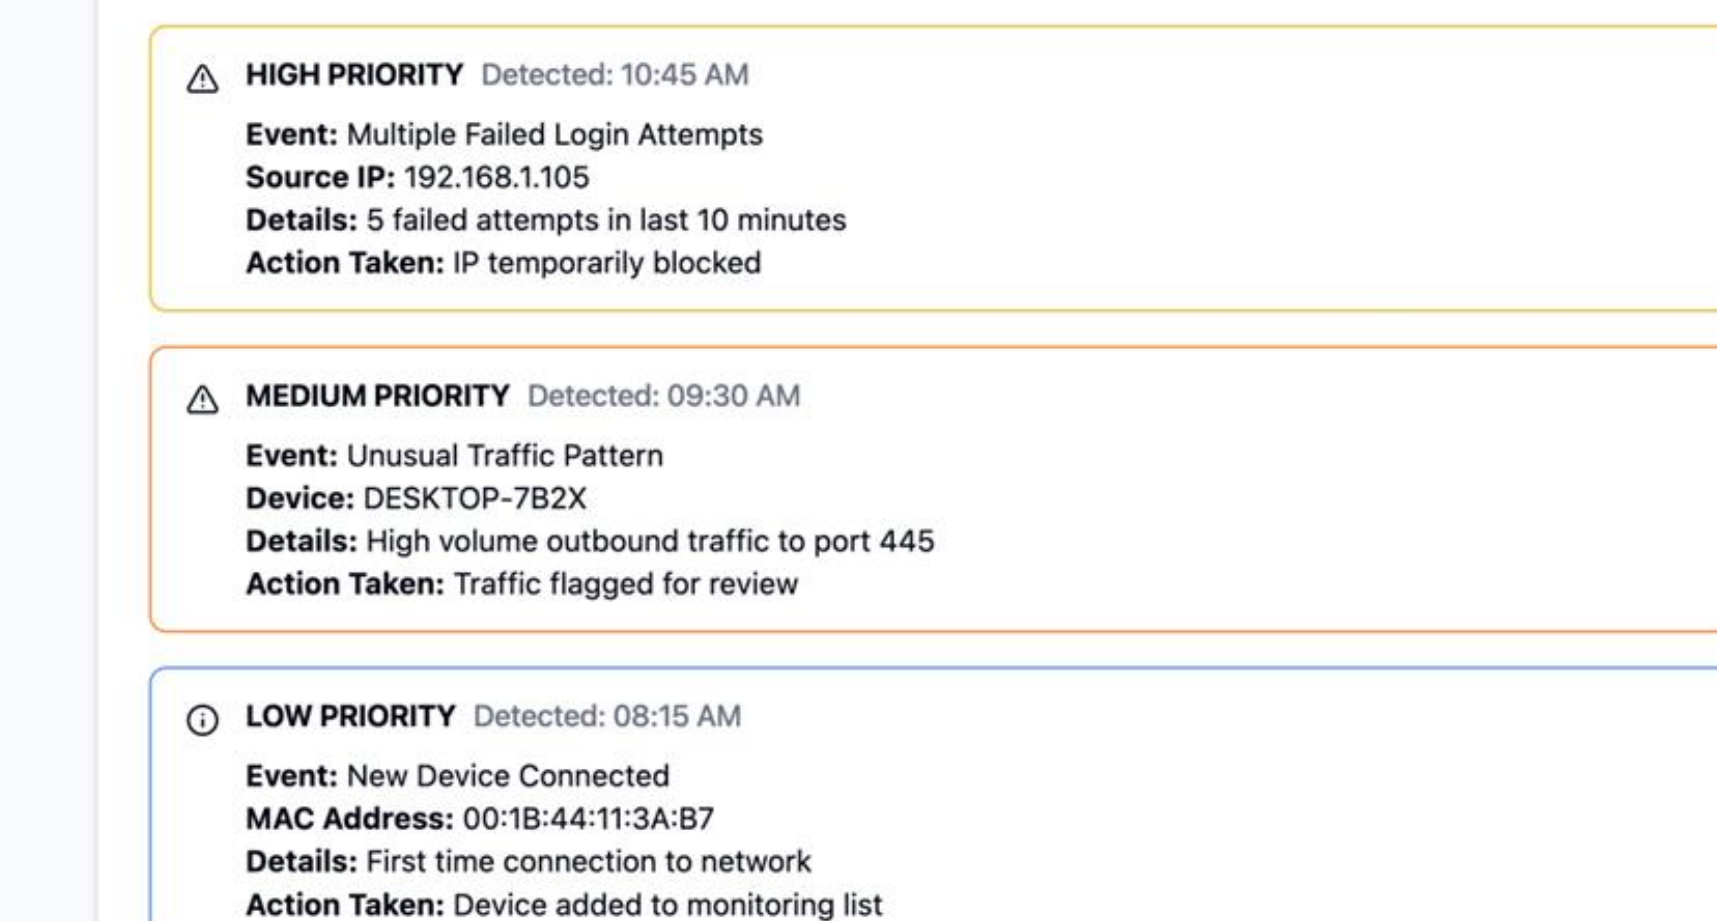 HIGH PRIORITY Detected: 10:45 AM
Event: Multiple Failed Login Attempts
Source IP: 192.168.1.105
Details: 5 failed attempts in last 10 minutes
Action Taken: IP temporarily blocked
MEDIUM PRIORITY Detected: 09:30 AM
Event: Unusual Traffic Pattern
Device: DESKTOP-7B2X
Details: High volume outbound traffic to port 445
Action Taken: Traffic flagged for review
LOW PRIORITY Detected: 08:15 AM
Event: New Device Connected
MAC Address: 00:1B:44:11:3A:B7
Details: First time connection to network
Action Taken: Device added to monitoring list